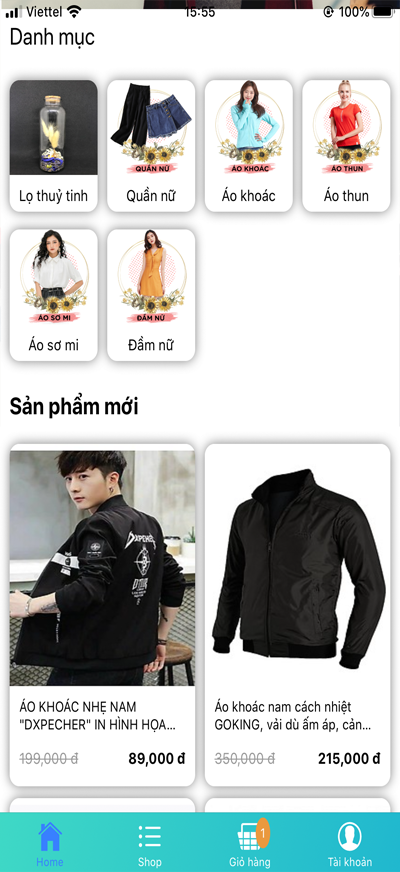 Viettel 15:55 100%
Danh mục
QUẦN NỮ ÁO KHOÁC ÁO THUN
Lọ thuỷ tinh Quần nữ Áo khoác Áo thun
ÁO SƠ MI ĐẦM NỮ
Áo sơ mi Đầm nữ
Sản phẩm mới
DXPECHER
ÁO KHOÁC NHẸ NAM
"DXPECHER" IN HÌNH HỌA...
199,000 đ 89,000 đ
Áo khoác nam cách nhiệt
GOKING, vải dù ấm áp, cản...
350,000 đ 215,000 đ
1
Home Shop Giỏ hàng Tài khoản